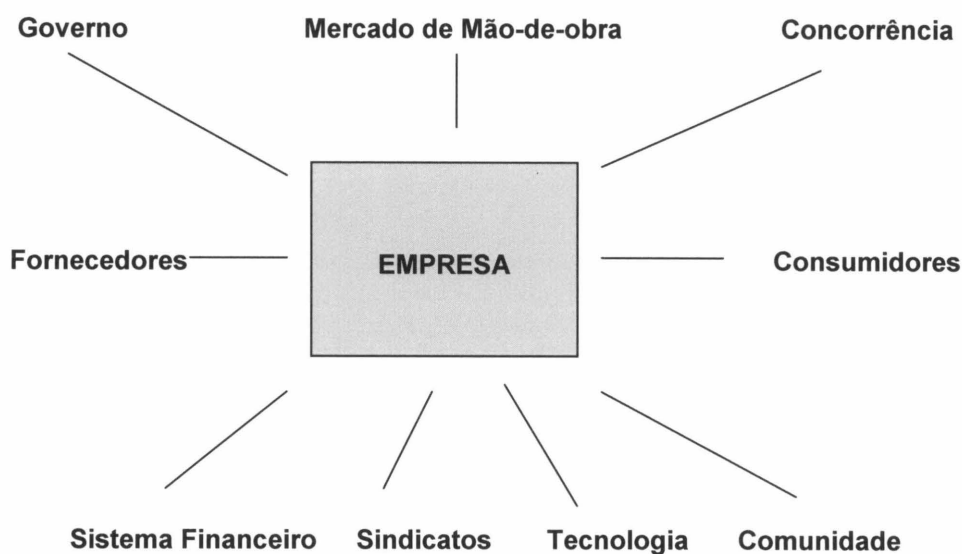 Governo Mercado de Mão-de-obra Concorrência
Fornecedores EMPRESA Consumidores
Sistema Financeiro Sindicatos Tecnologia Comunidade